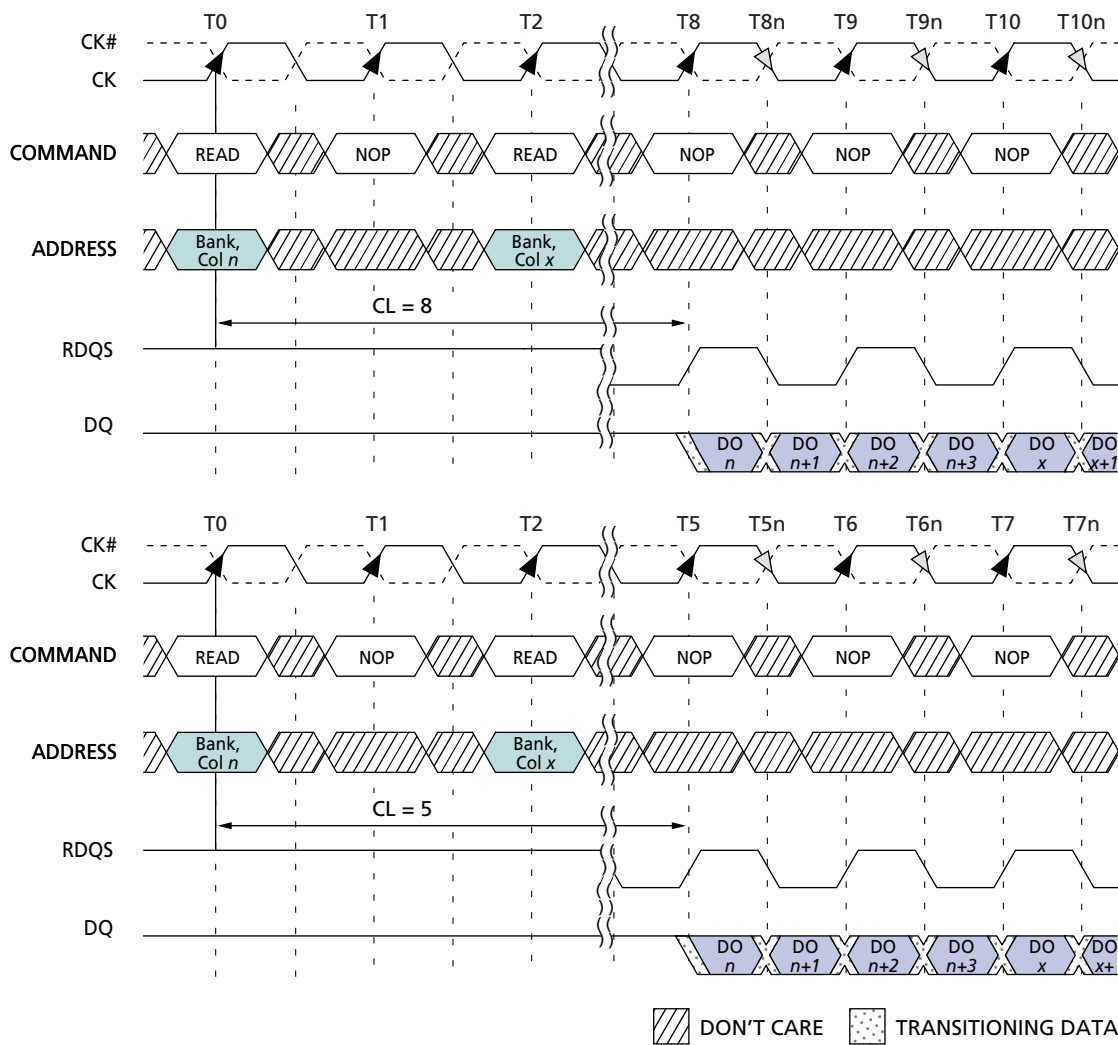 T0 T1 T2 T8 T8n T9 T9n T10 T10n
CK#
CK
COMMAND READ NOP READ NOP NOP NOP
ADDRESS Bank, Col n Bank, Col x
CL = 8
RDQS
DQ
DO n DO n+1 DO n+2 DO n+3 DO x DO x+1
T0 T1 T2 T5 T5n T6 T6n T7 T7n
CK#
CK
COMMAND READ NOP READ NOP NOP NOP
ADDRESS Bank, Col n Bank, Col x
CL = 5
RDQS
DQ
DO n DO n+1 DO n+2 DO n+3 DO x DO x+
DON'T CARE TRANSITIONING DATA